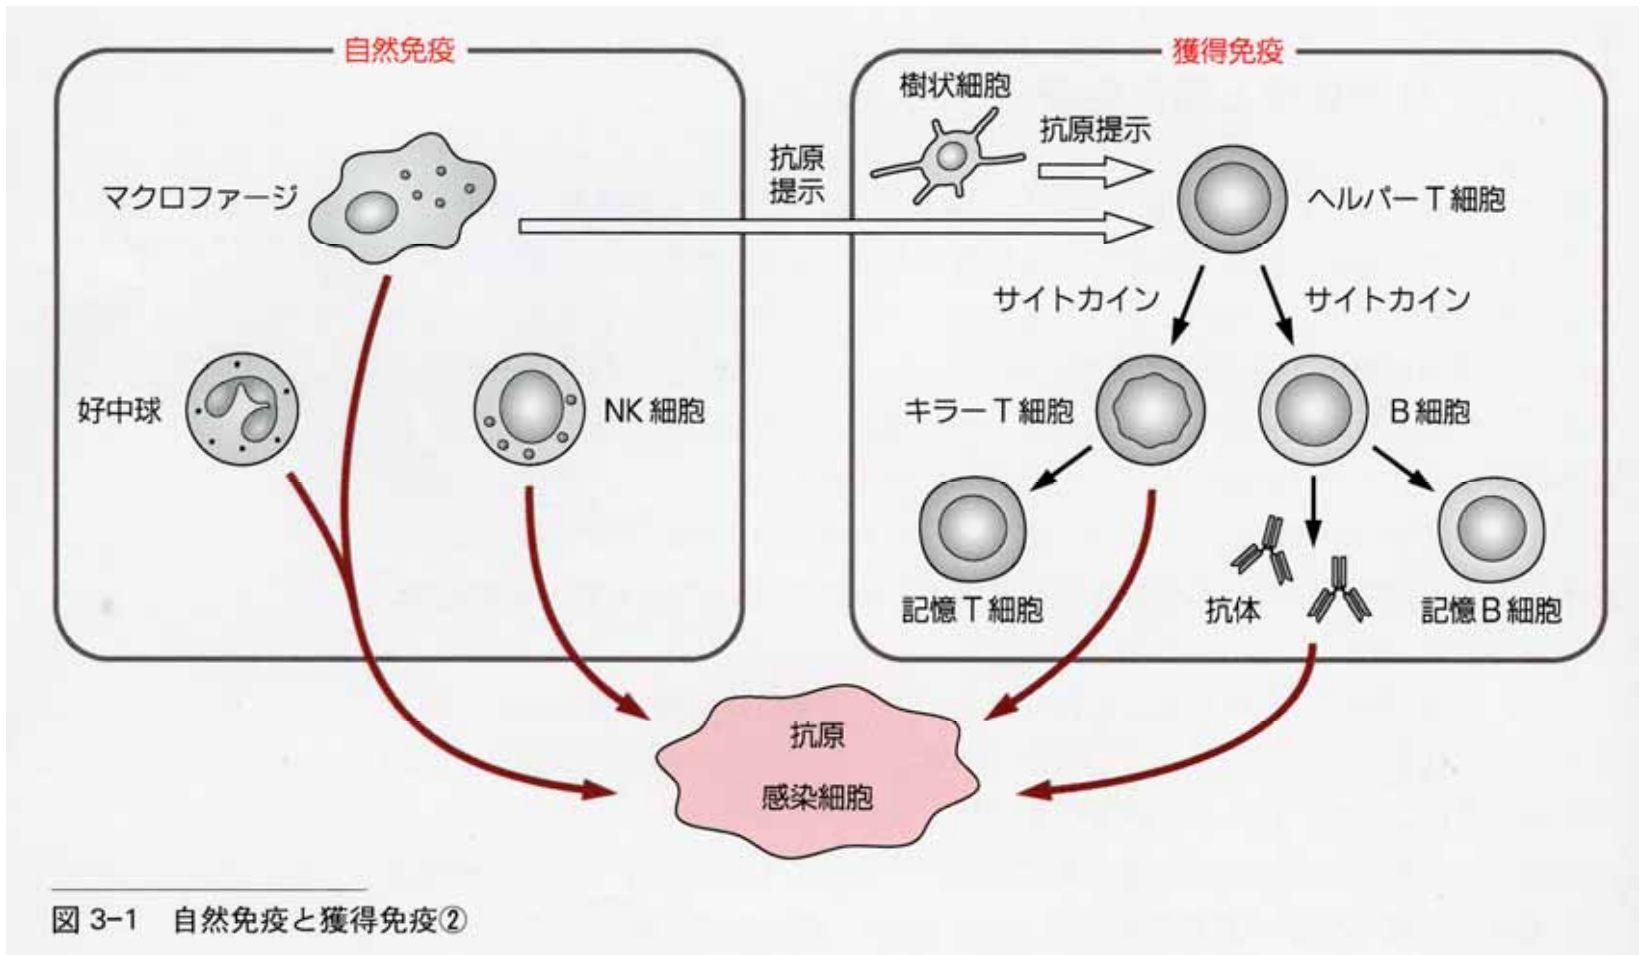 自然免疫
獲得免疫
樹状細胞
抗原提示
抗原
提示
マクロファージ
ヘルパーT細胞
サイトカイン
サイトカイン
好中球
NK細胞
キラーT細胞
B細胞
記憶T細胞
抗体
記憶B細胞
抗原
感染細胞
図 3-1 自然免疫と獲得免疫②